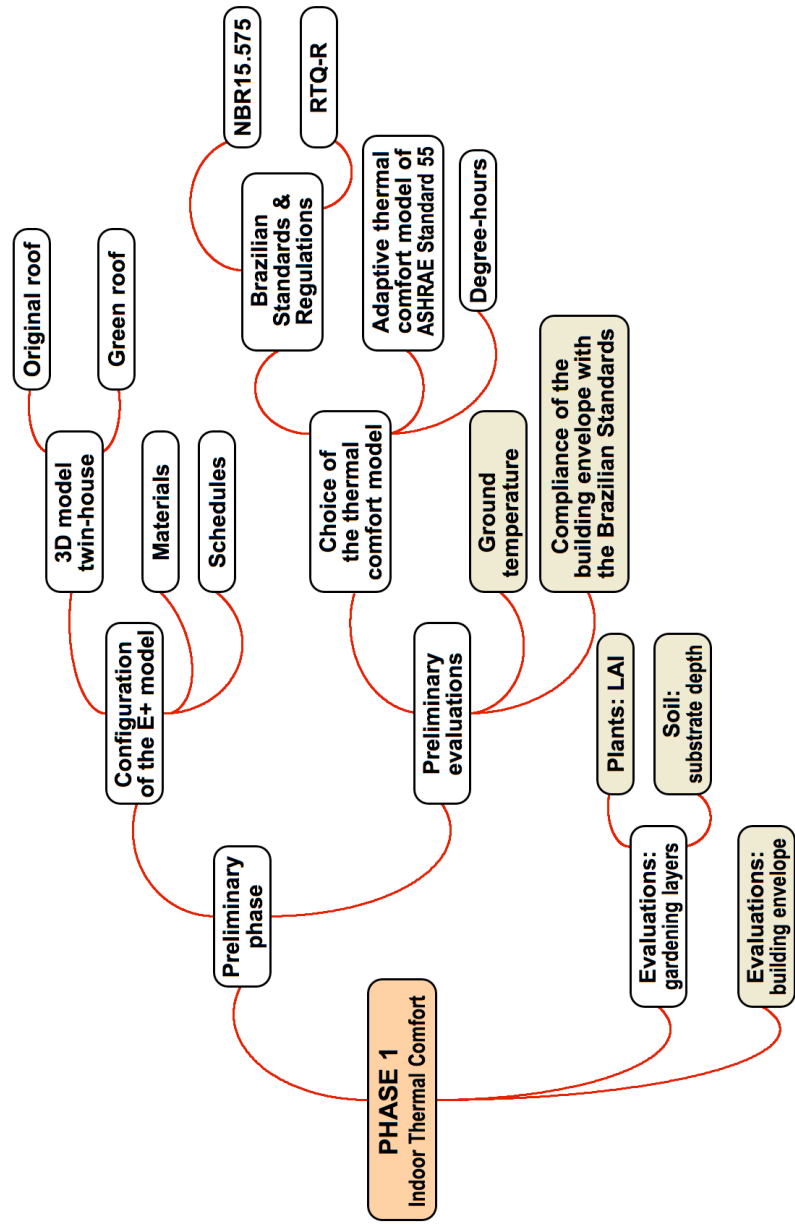 PHASE 1
Indoor Thermal Comfort
Preliminary
phase
Configuration
of the E+ model
3D model
twin-house
Original roof
Green roof
Materials
Schedules
Preliminary
evaluations
Choice of
the thermal
comfort model
Brazilian
Standards &
Regulations
NBR15.575
RTQ-R
Adaptive thermal
comfort model of
ASHRAE Standard 55
Degree-hours
Ground
temperature
Compliance of the
building envelope with
the Brazilian Standards
Evaluations:
gardening layers
Plants: LAI
Soil:
substrate depth
Evaluations:
building envelope